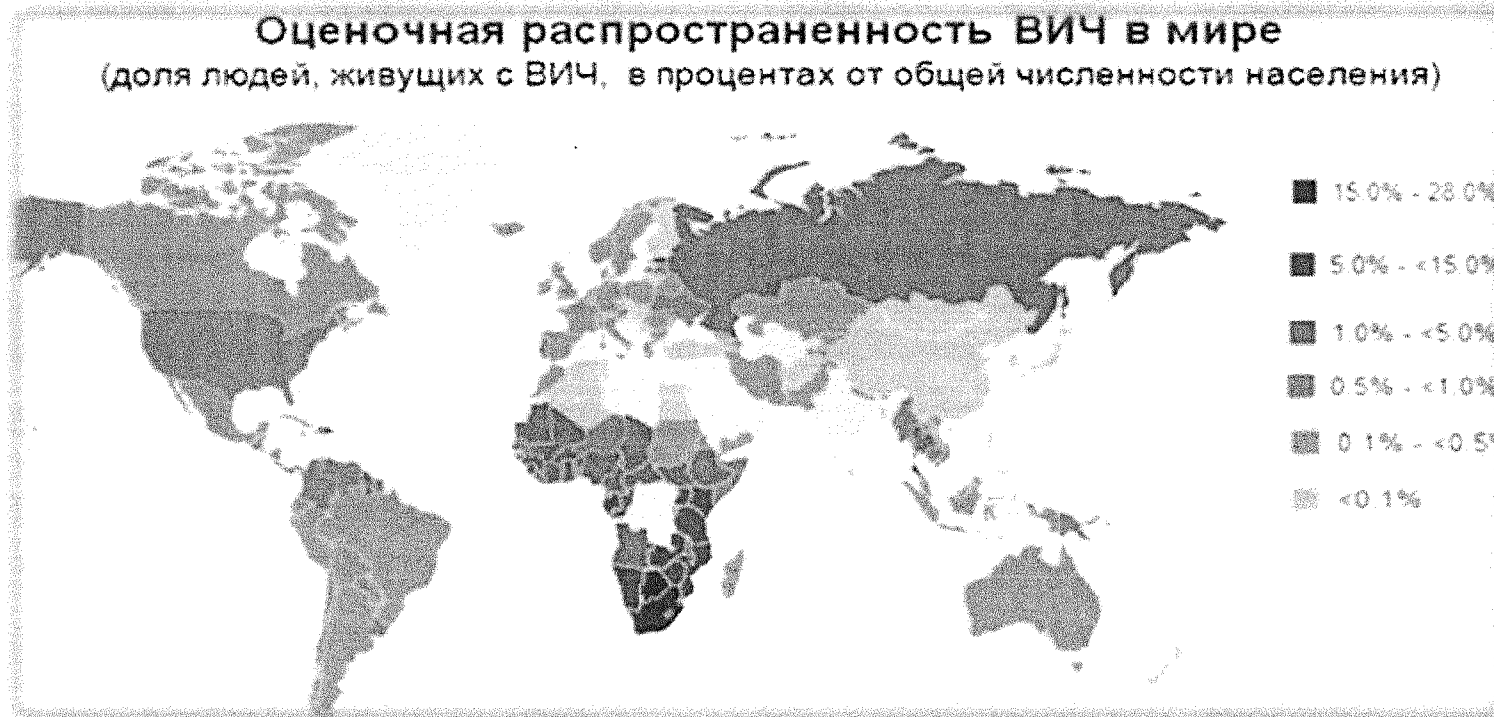 Оценочная распространенность ВИЧ в мире
(доля людей, живущих с ВИЧ, в процентах от общей численности населения)
15.0% - 28.0%
5.0% - <15.0%
1.0% - <5.0%
0.5% - <1.0%
0.1% - <0.5%
<0.1%